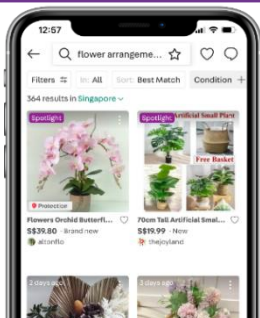 12:57
flower arrangeme...
Filters In: All Sort: Best Match Condition +
364 results in Singapore
Spotlight
Spotlight
Artificial Small Plant
Free Basket
Protection
Flowers Orchid Butterfl...
S$39.80 · Brand new
altonflo
70cm Tall Artificial Smal...
S$19.99 · New
thejoyland
2 days ago
3 days ago